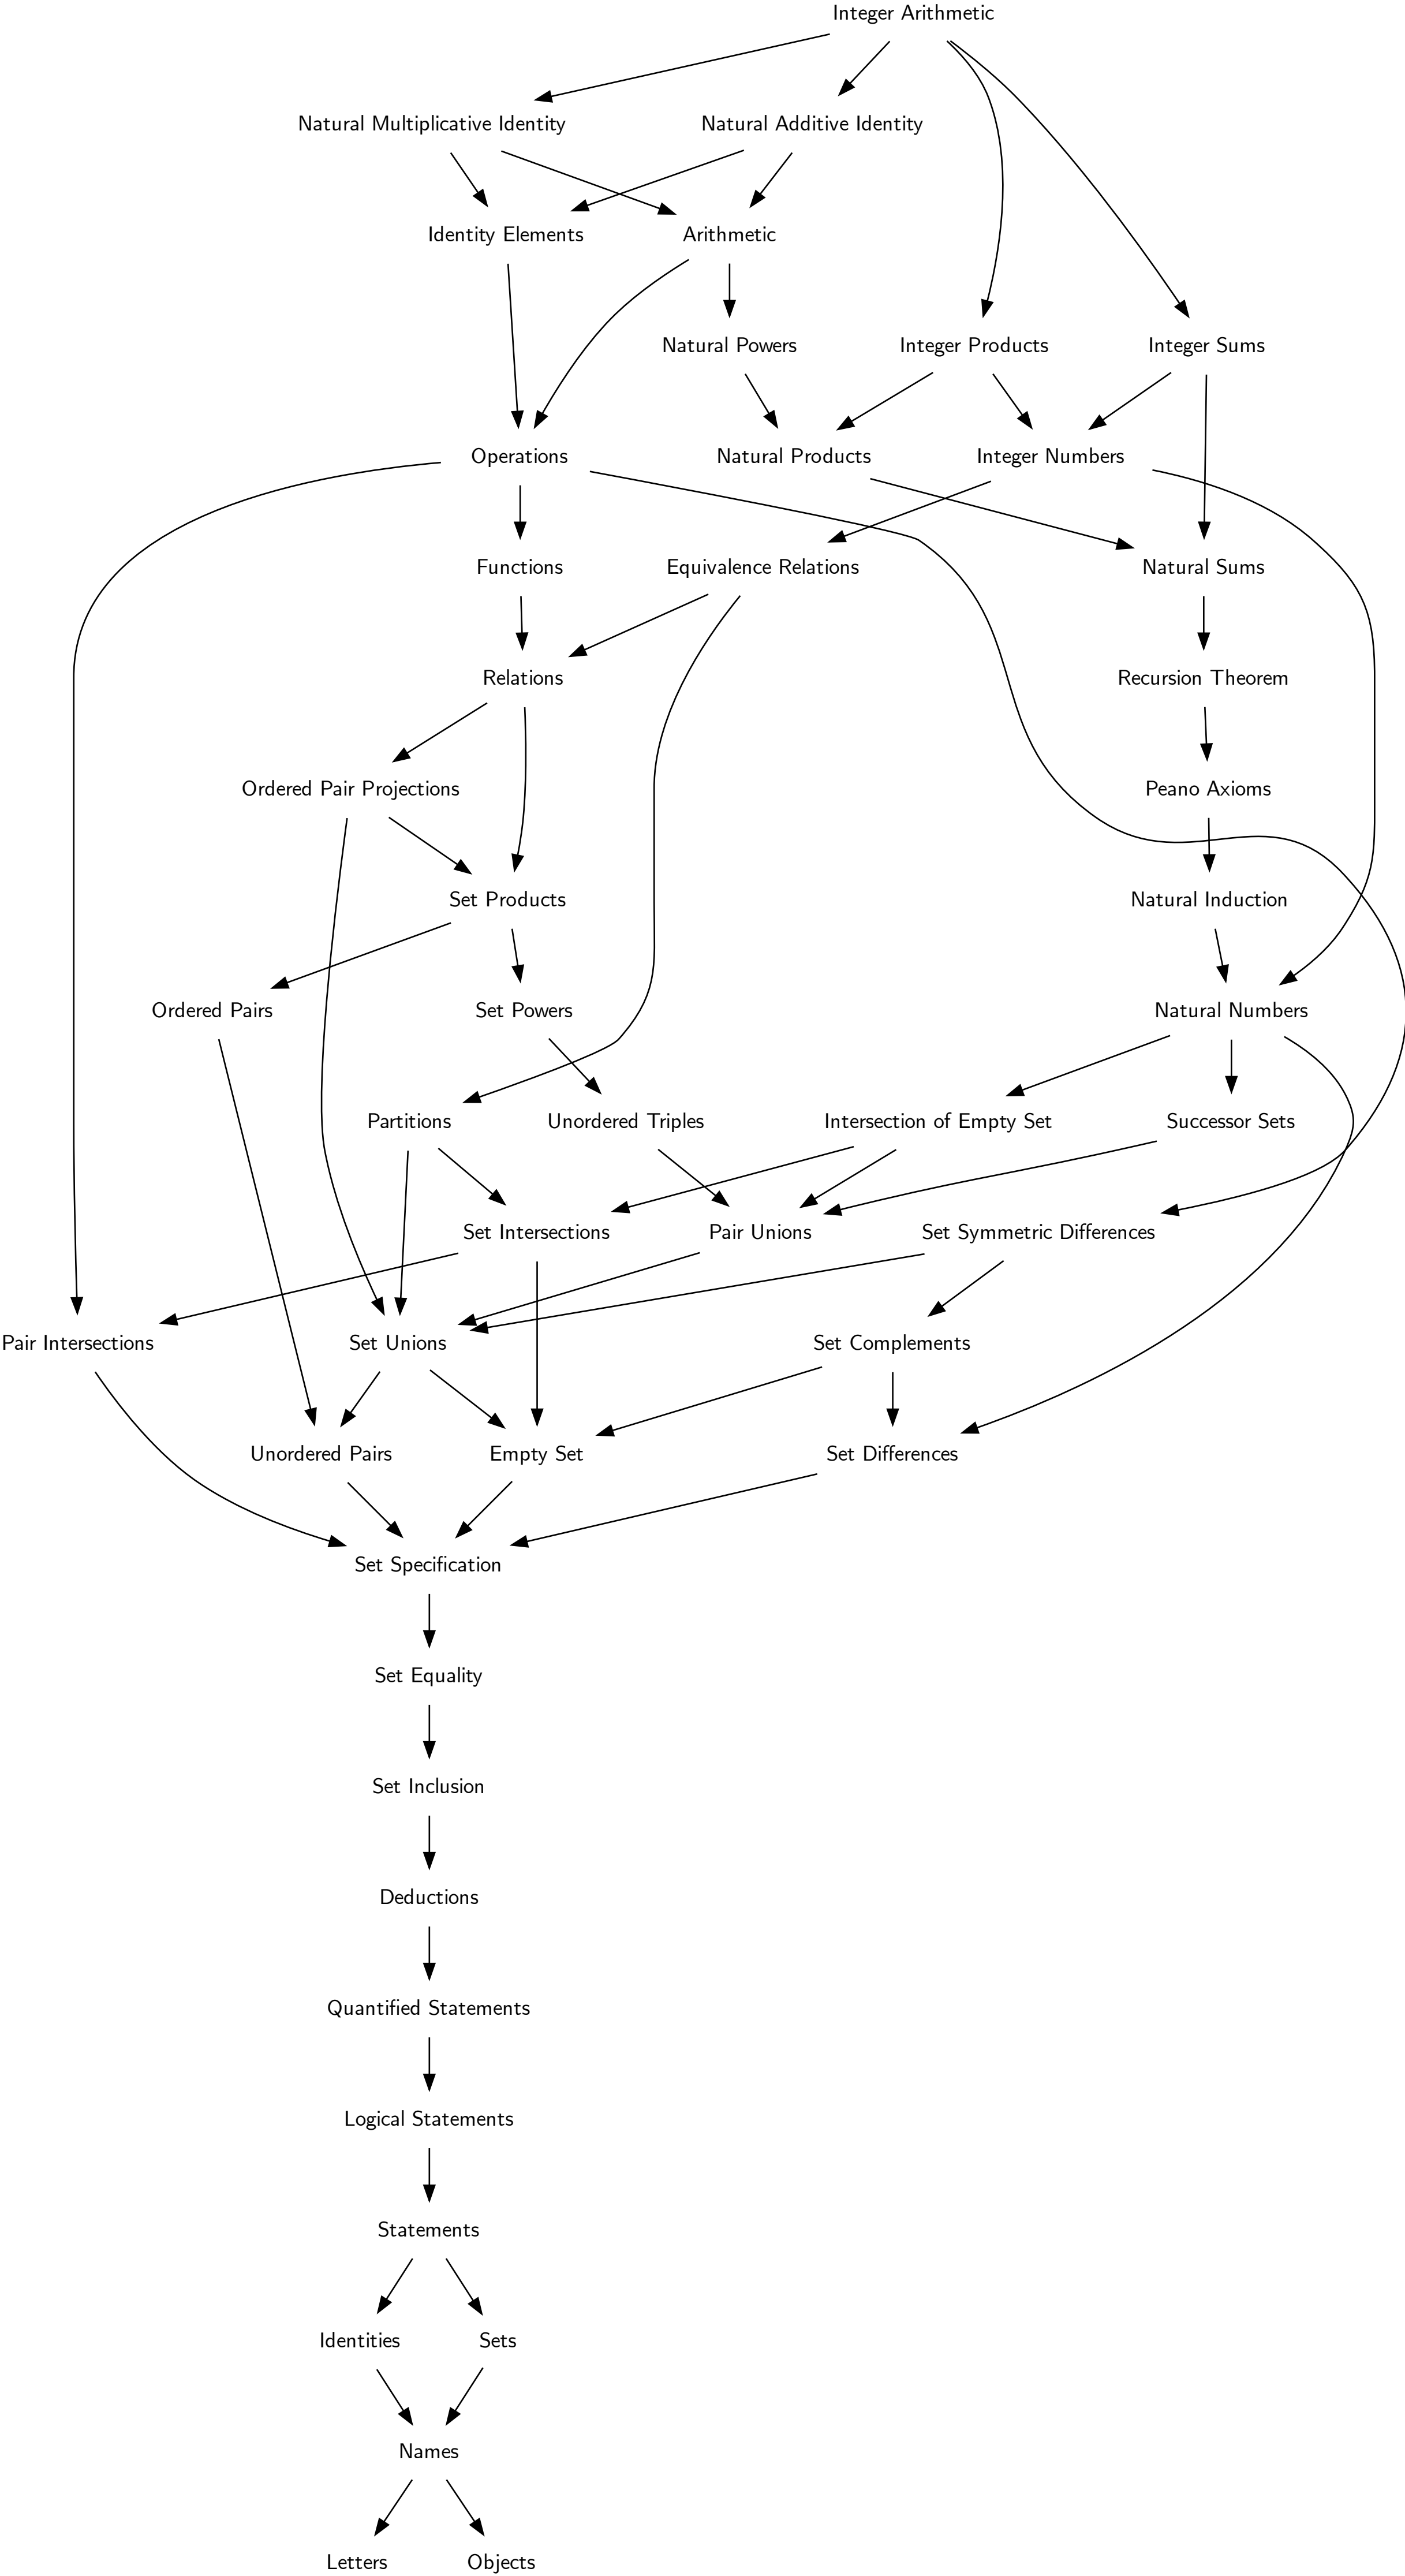 Integer Arithmetic
Natural Multiplicative Identity
Natural Additive Identity
Identity Elements
Arithmetic
Natural Powers
Integer Products
Integer Sums
Operations
Natural Products
Integer Numbers
Functions
Equivalence Relations
Natural Sums
Relations
Recursion Theorem
Ordered Pair Projections
Peano Axioms
Set Products
Natural Induction
Ordered Pairs
Set Powers
Natural Numbers
Partitions
Unordered Triples
Intersection of Empty Set
Successor Sets
Set Intersections
Pair Unions
Set Symmetric Differences
Pair Intersections
Set Unions
Set Complements
Unordered Pairs
Empty Set
Set Differences
Set Specification
Set Equality
Set Inclusion
Deductions
Quantified Statements
Logical Statements
Statements
Identities
Sets
Names
Letters
Objects